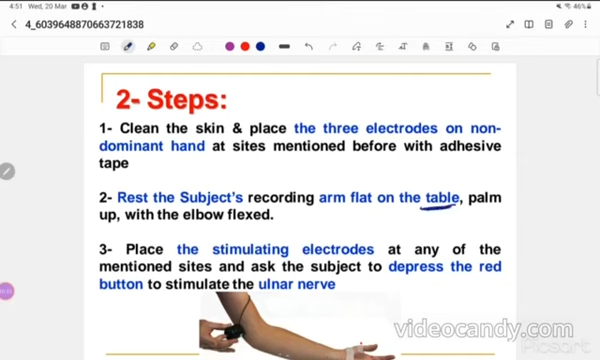 4:51 Wed, 20 Mar
46%
4_6039648870663721838
2- Steps:
1- Clean the skin & place the three electrodes on non-
dominant hand at sites mentioned before with adhesive
tape
2- Rest the Subject's recording arm flat on the table, palm
up, with the elbow flexed.
3- Place the stimulating electrodes at any of the
mentioned sites and ask the subject to depress the red
button to stimulate the ulnar nerve
videocandy.com
Picsart